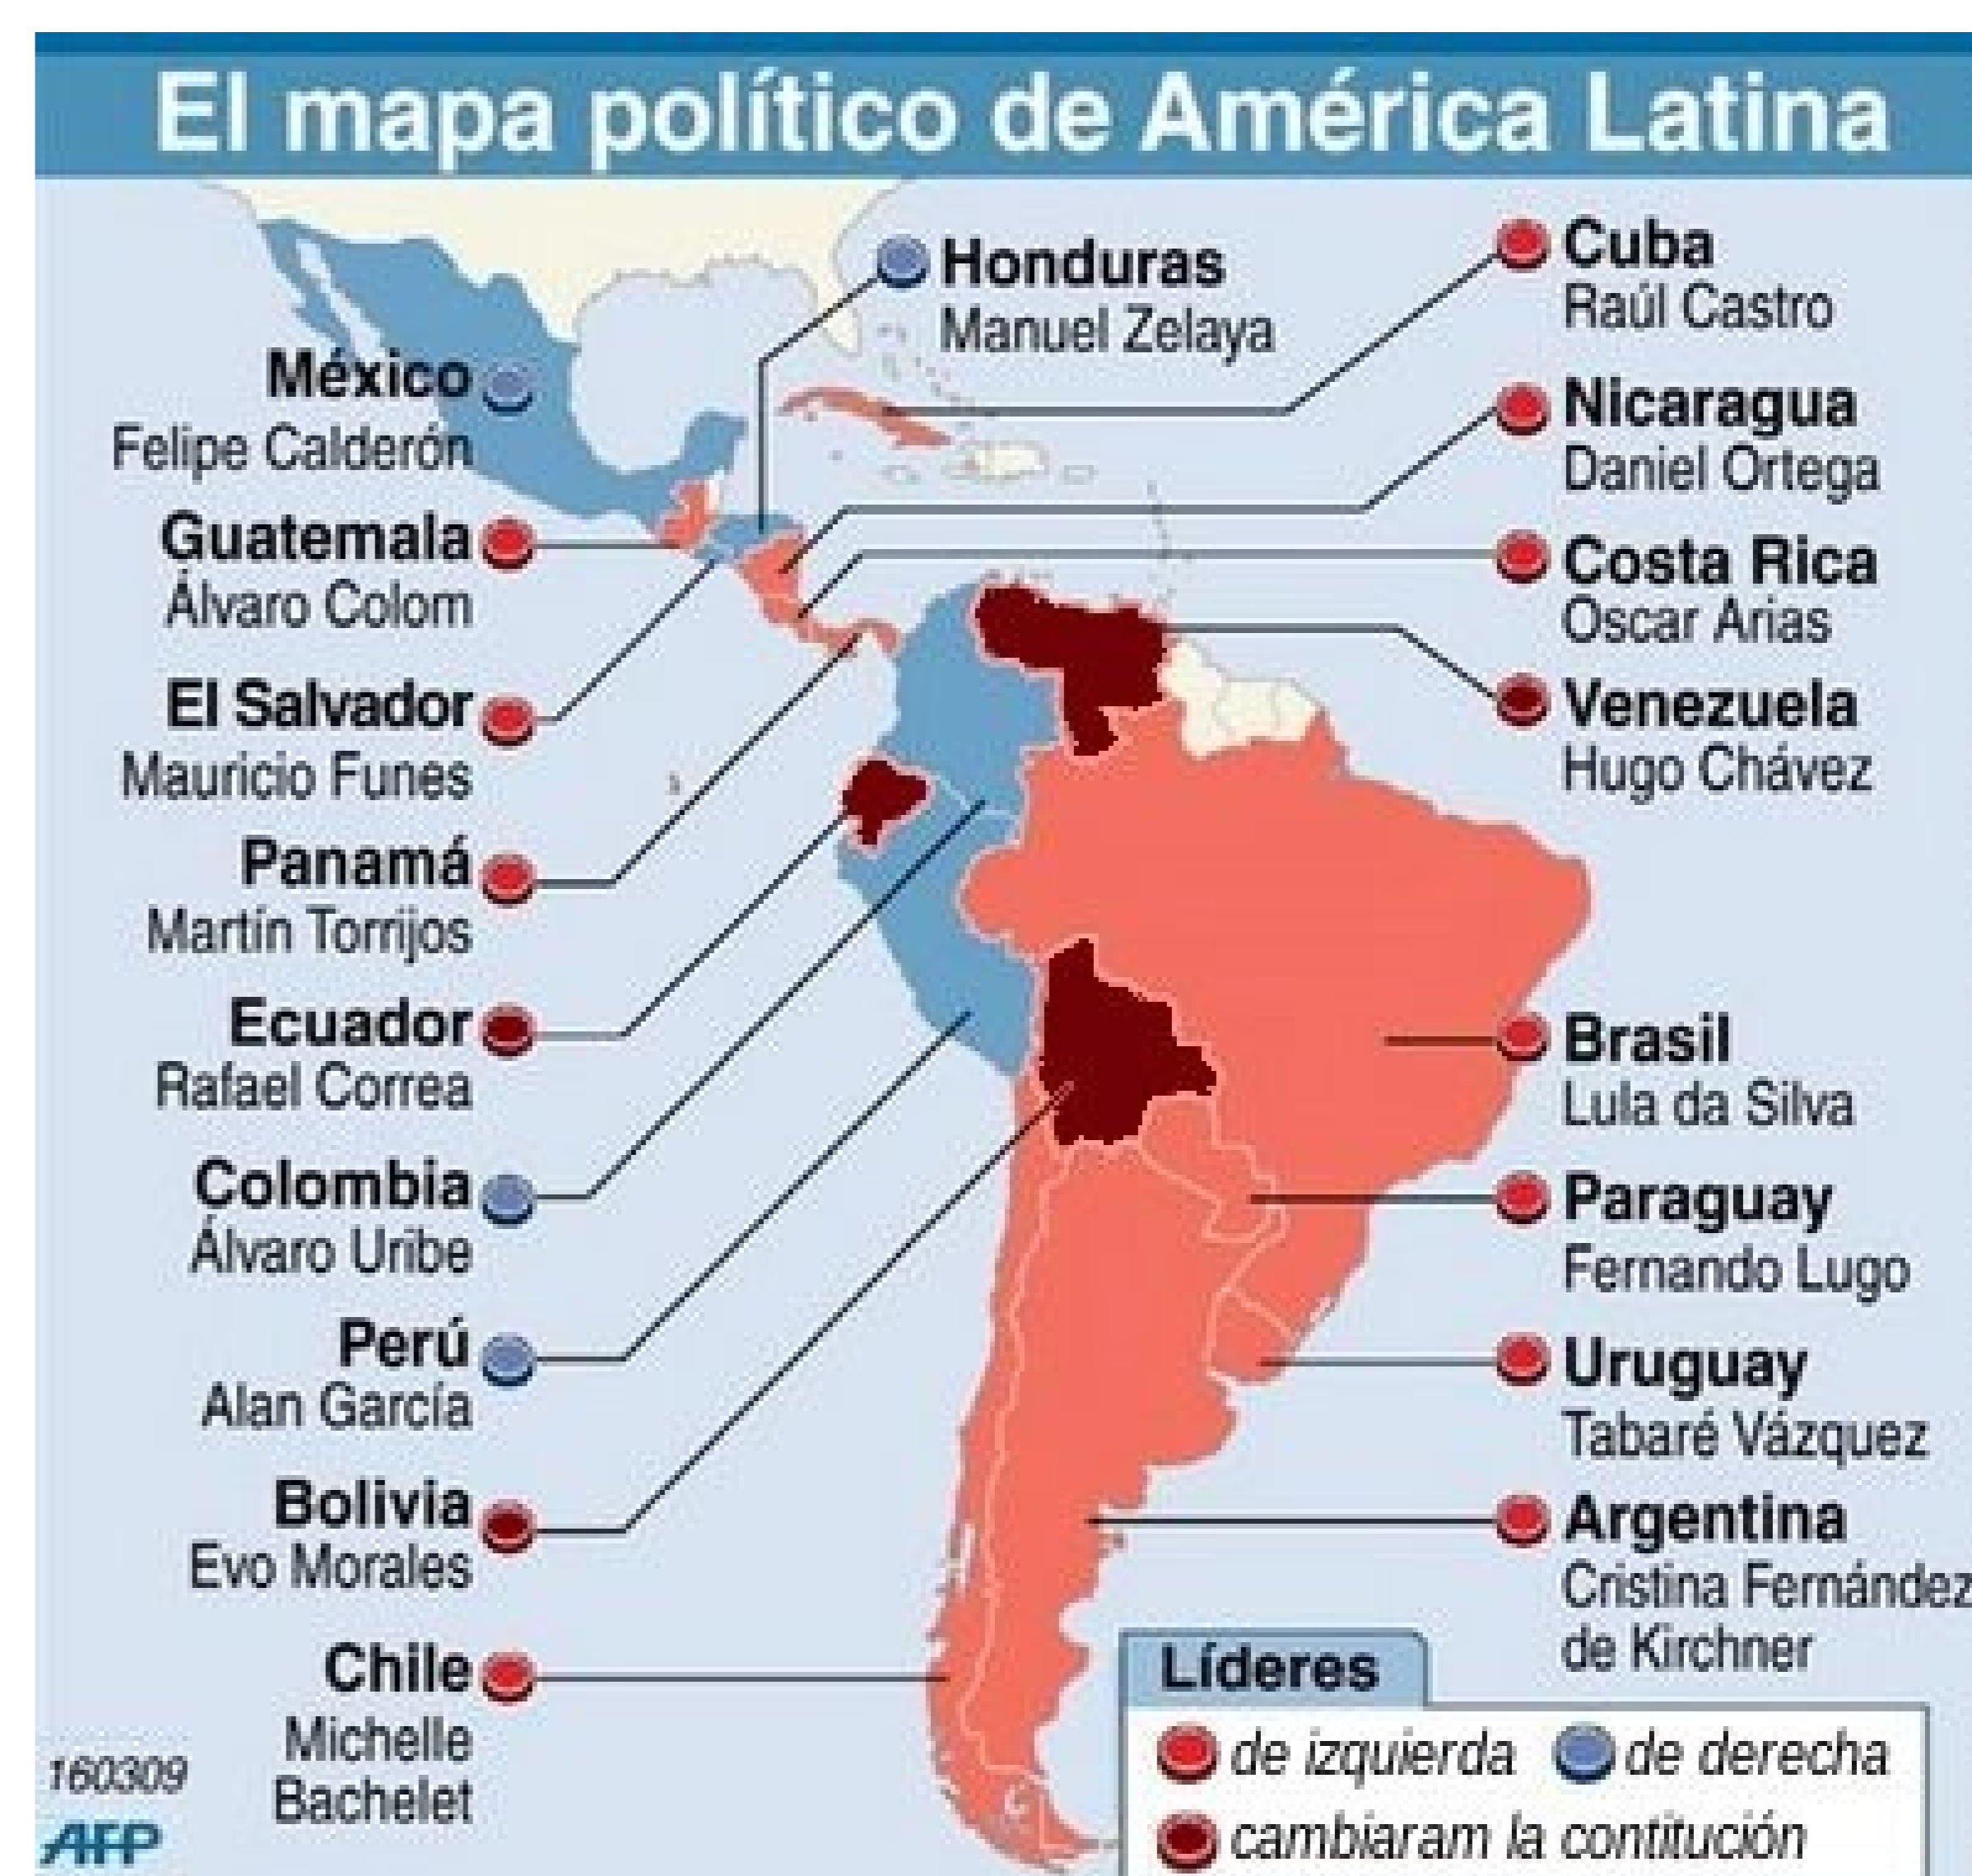 El mapa político de América Latina
Honduras
Manuel Zelaya
México
Felipe Calderón
Guatemala
Álvaro Colom
El Salvador
Mauricio Funes
Panamá
Martín Torrijos
Ecuador
Rafael Correa
Colombia
Álvaro Uribe
Perú
Alan García
Bolivia
Evo Morales
Chile
Michelle
Bachelet
Cuba
Raúl Castro
Nicaragua
Daniel Ortega
Costa Rica
Oscar Arias
Venezuela
Hugo Chávez
Brasil
Lula da Silva
Paraguay
Fernando Lugo
Uruguay
Tabaré Vázquez
Argentina
Cristina Fernández
de Kirchner
Líderes
de izquierda de derecha
cambiaram la contitución
160309
AFP